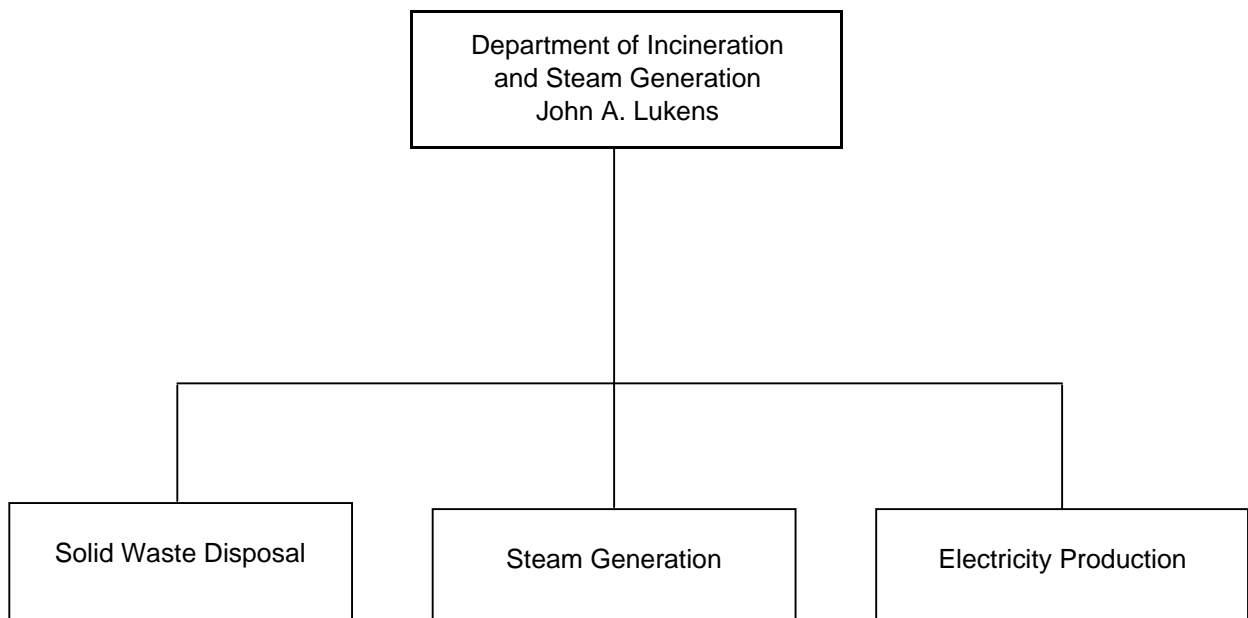 Department of Incineration
and Steam Generation
John A. Lukens
Solid Waste Disposal
Steam Generation
Electricity Production